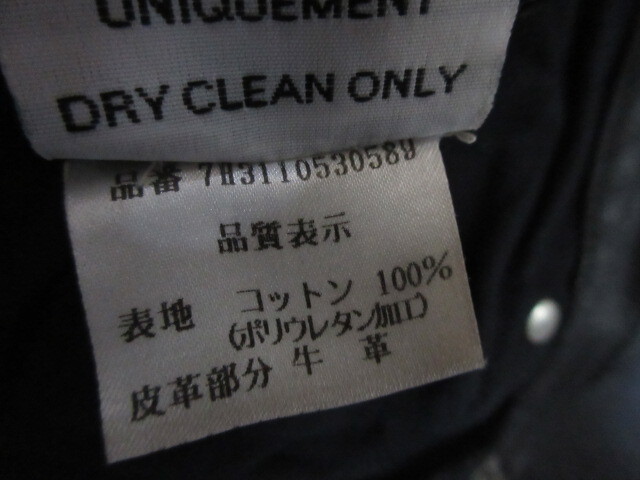 UNIQUEMENT
DRY CLEAN ONLY
品番 7H3110530589
品質表示
表地 コットン 100%
(ポリウレタン加工)
皮革部分 牛 革